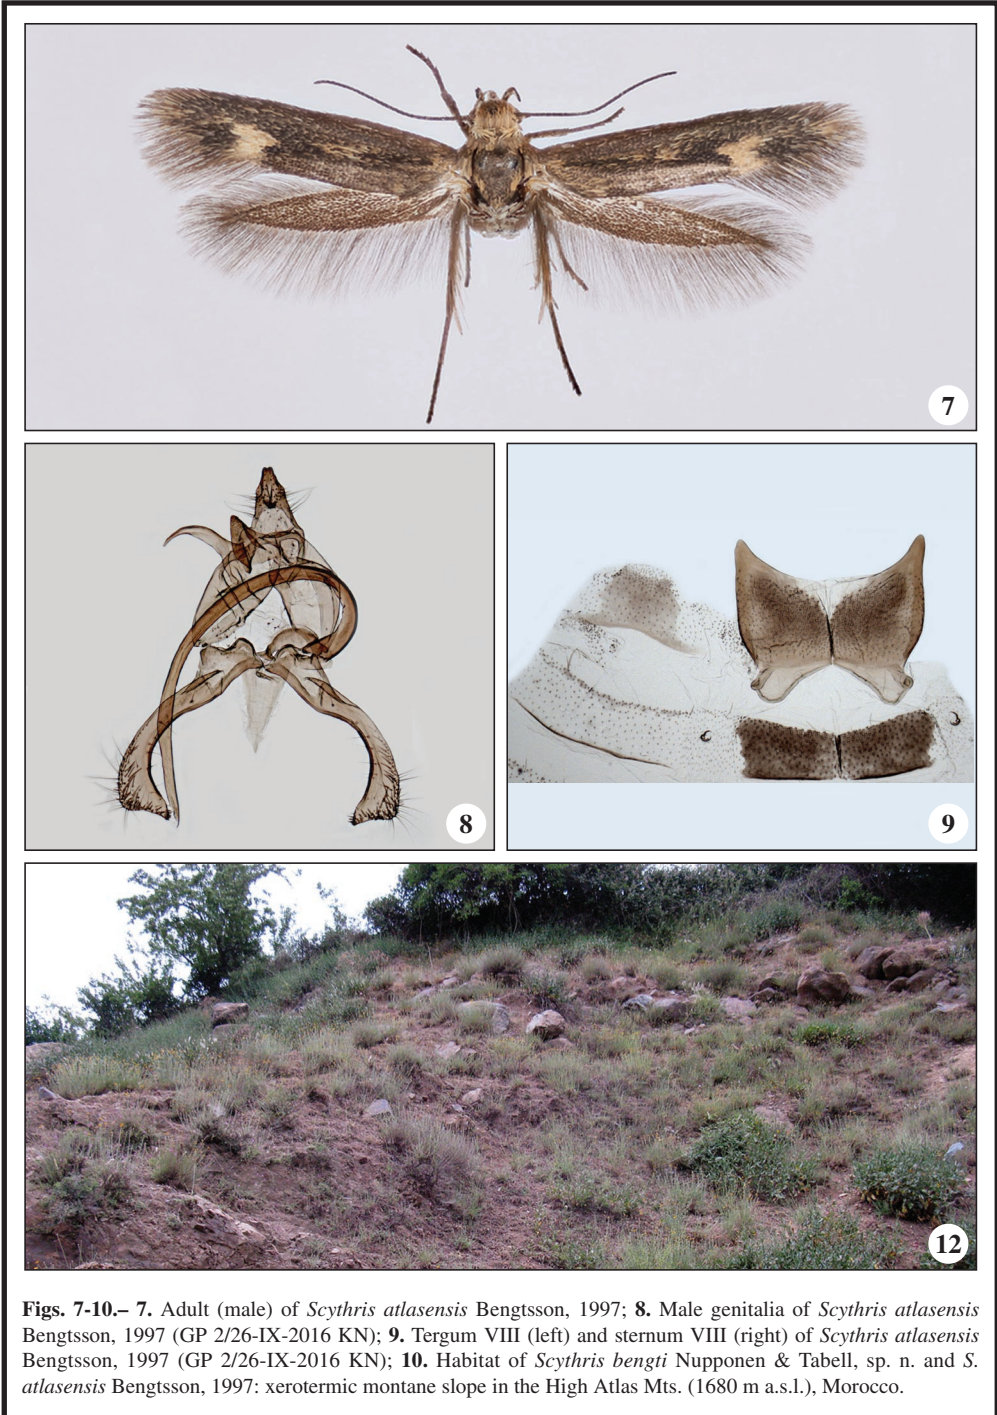 7
8
9
12
Figs. 7-10.– 7. Adult (male) of Scythris atlasensis Bengtsson, 1997; 8. Male genitalia of Scythris atlasensis
Bengtsson, 1997 (GP 2/26-IX-2016 KN); 9. Tergum VIII (left) and sternum VIII (right) of Scythris atlasensis
Bengtsson, 1997 (GP 2/26-IX-2016 KN); 10. Habitat of Scythris bengti Nupponen & Tabell, sp. n. and S.
atlasensis Bengtsson, 1997: xerotermic montane slope in the High Atlas Mts. (1680 m a.s.l.), Morocco.